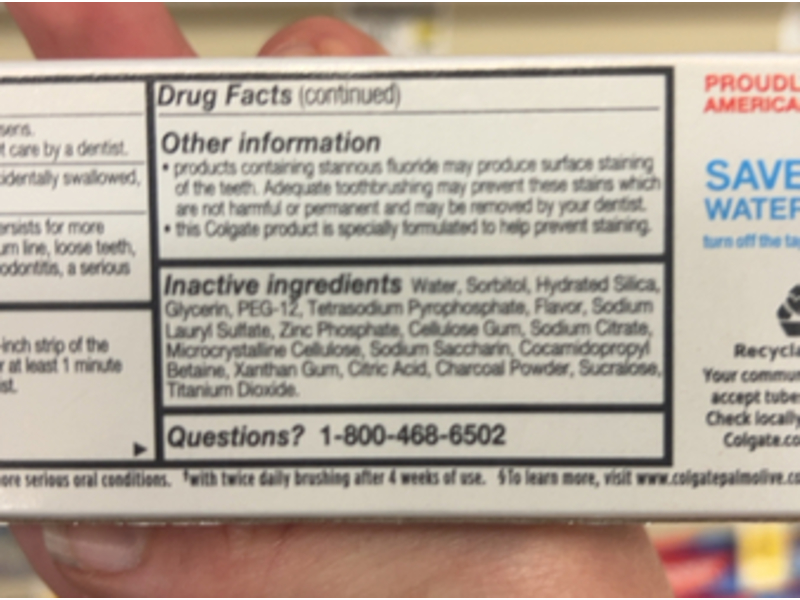 sens.
t care by a dentist.
cidentally swallowed,
ersists for more
um line, loose teeth,
odontitis, a serious
-inch strip of the
r at least 1 minute
ist.
Drug Facts (continued)
Other information
• products containing stannous fluoride may produce surface staining
of the teeth. Adequate toothbrushing may prevent these stains which
are not harmful or permanent and may be removed by your dentist.
• this Colgate product is specially formulated to help prevent staining.
Inactive ingredients Water, Sorbitol, Hydrated Silica,
Glycerin, PEG-12, Tetrasodium Pyrophosphate, Flavor, Sodium
Lauryl Sulfate, Zinc Phosphate, Cellulose Gum, Sodium Citrate,
Microcrystalline Cellulose, Sodium Saccharin, Cocamidopropyl
Betaine, Xanthan Gum, Citric Acid, Charcoal Powder, Sucralose,
Titanium Dioxide.
Questions? 1-800-468-6502
ore serious oral conditions. †with twice daily brushing after 4 weeks of use. §To learn more, visit www.colgatepalmolive.co
PROUDL
AMERICA
SAVE
WATER
turn off the ta
Recycla
Your commun
accept tube
Check locally
Colgate.co